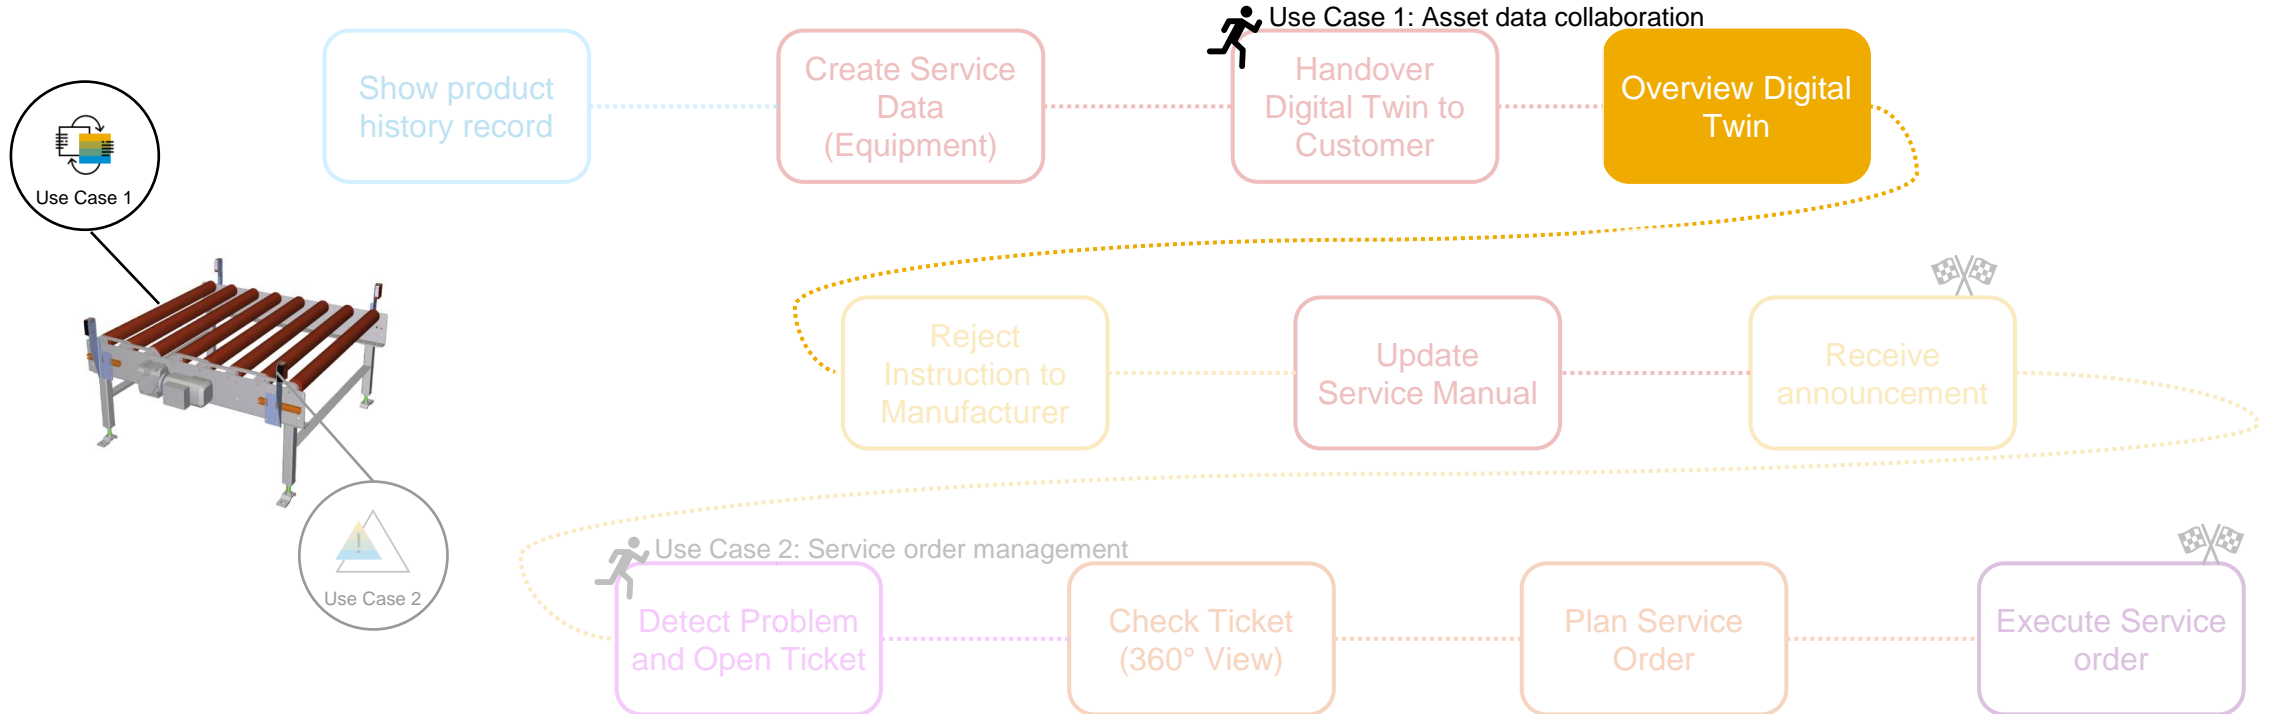 Use Case 1: Asset data collaboration
Show product
history record
Create Service
Data
(Equipment)
Handover
Digital Twin to
Customer
Overview Digital
Twin
Use Case 1
Reject
Instruction to
Manufacturer
Update
Service Manual
Receive
announcement
Use Case 2
Use Case 2: Service order management
Detect Problem
and Open Ticket
Check Ticket
(360° View)
Plan Service
Order
Execute Service
order